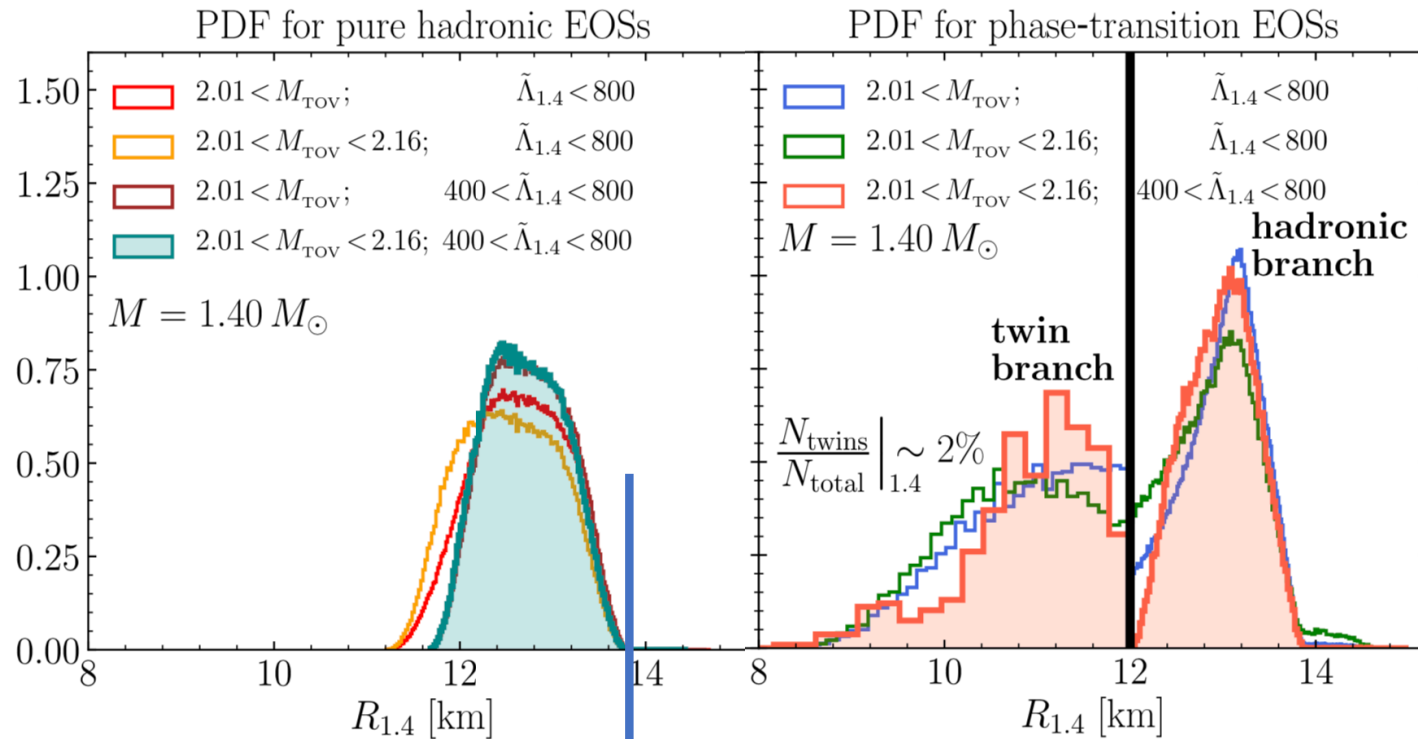 PDF for pure hadronic EOSs
2.01 < M_TOV; Λ̃_1.4 < 800
2.01 < M_TOV < 2.16; Λ̃_1.4 < 800
2.01 < M_TOV; 400 < Λ̃_1.4 < 800
2.01 < M_TOV < 2.16; 400 < Λ̃_1.4 < 800
M = 1.40 M_⊙
1.50
1.25
1.00
0.75
0.50
0.25
0.00
8 10 12 14
R_1.4 [km]
PDF for phase-transition EOSs
2.01 < M_TOV; Λ̃_1.4 < 800
2.01 < M_TOV < 2.16; Λ̃_1.4 < 800
2.01 < M_TOV < 2.16; 400 < Λ̃_1.4 < 800
M = 1.40 M_⊙
hadronic
branch
twin
branch
N_twins/N_total |_1.4 ~ 2%
8 10 12 14
R_1.4 [km]